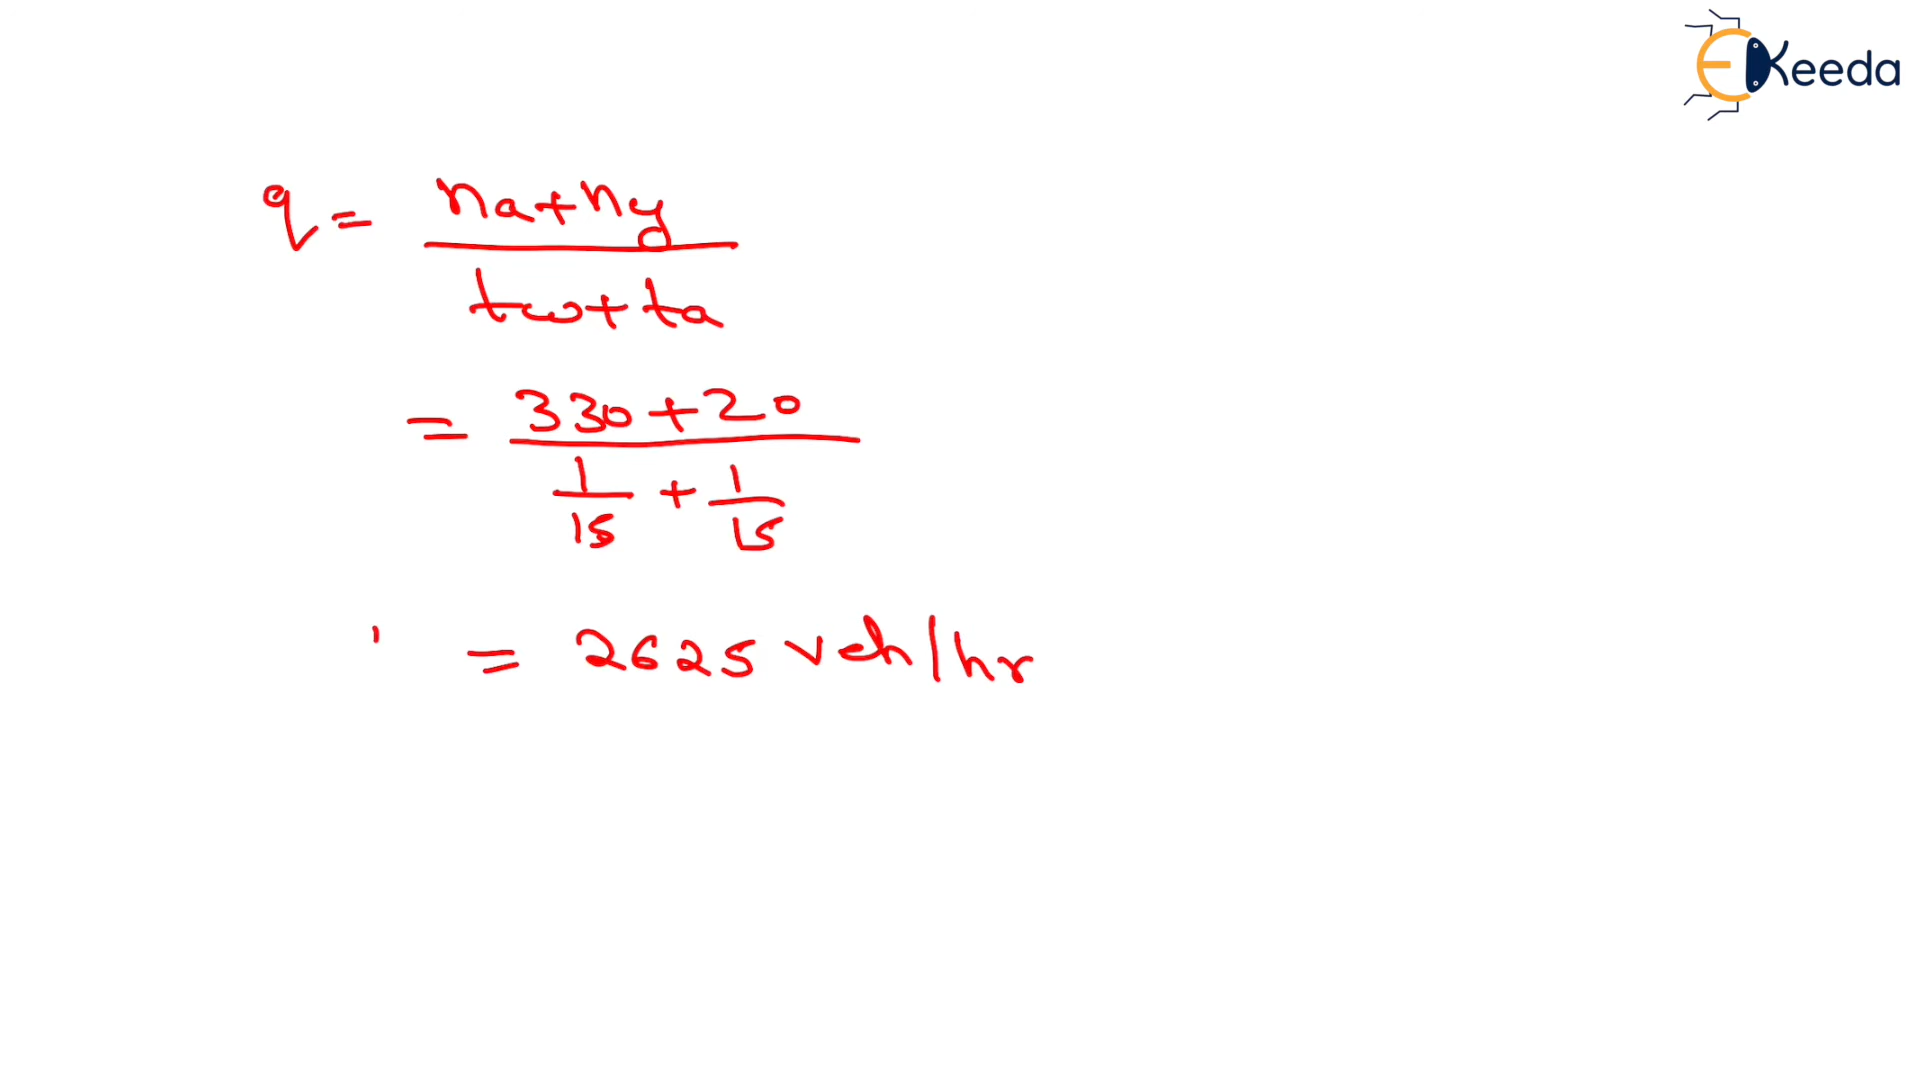 EKeeda
q = na+ny
tw+ta
= 330+20
1/15 + 1/15
= 2625 veh/hr